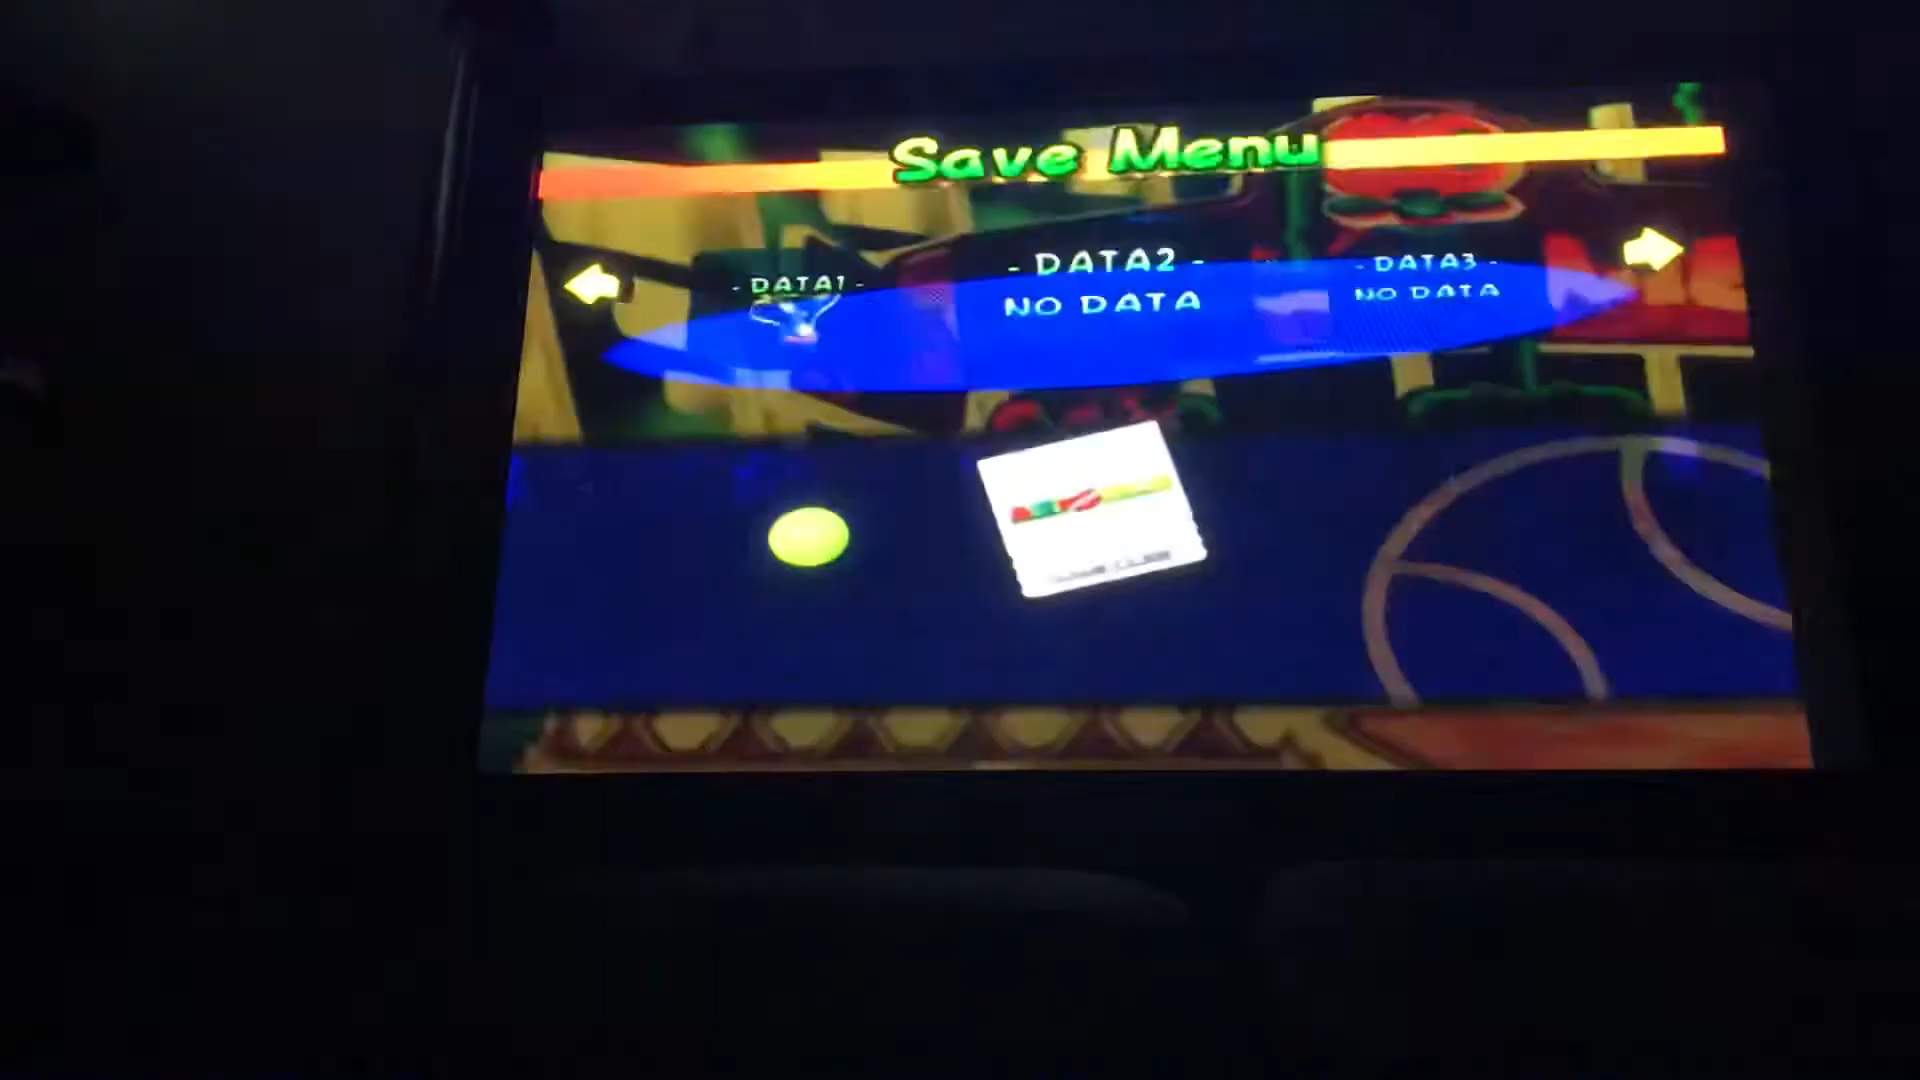 Save Menu
- DATA1 -
- DATA2 -
NO DATA
- DATA3 -
NO DATA